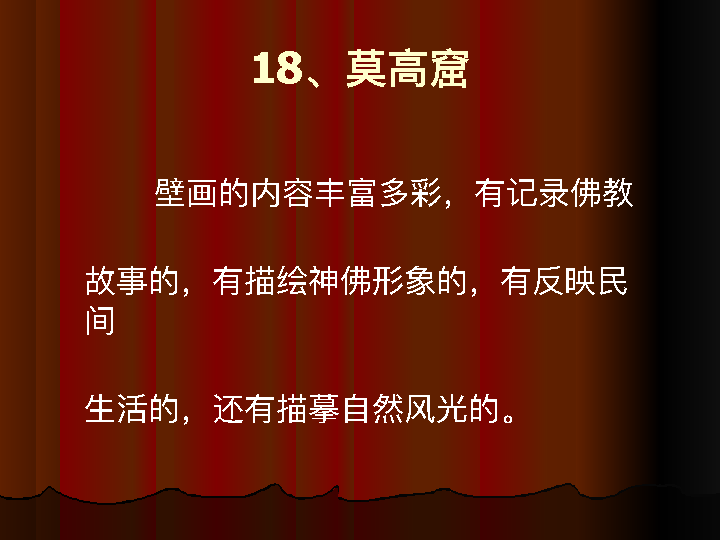 18、莫高窟
壁画的内容丰富多彩，有记录佛教
故事的，有描绘神佛形象的，有反映民
间
生活的，还有描摹自然风光的。